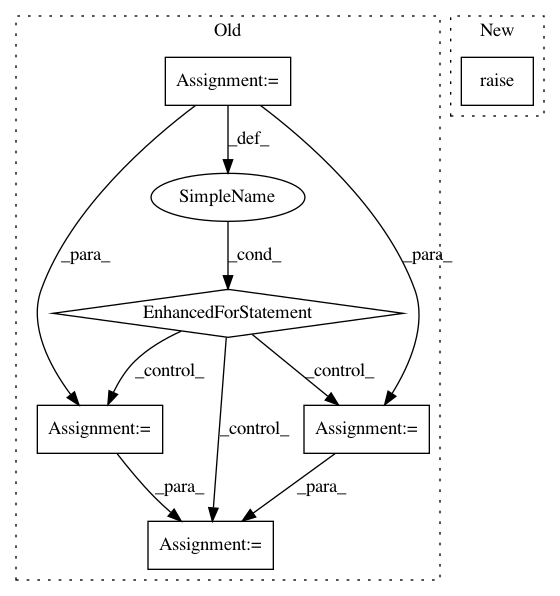 Old
New
Assignment:=
raise
_def_
SimpleName
_para_
_cond_
_para_
EnhancedForStatement
_control_
_control_
_control_
Assignment:=
Assignment:=
_para_
_para_
Assignment:=